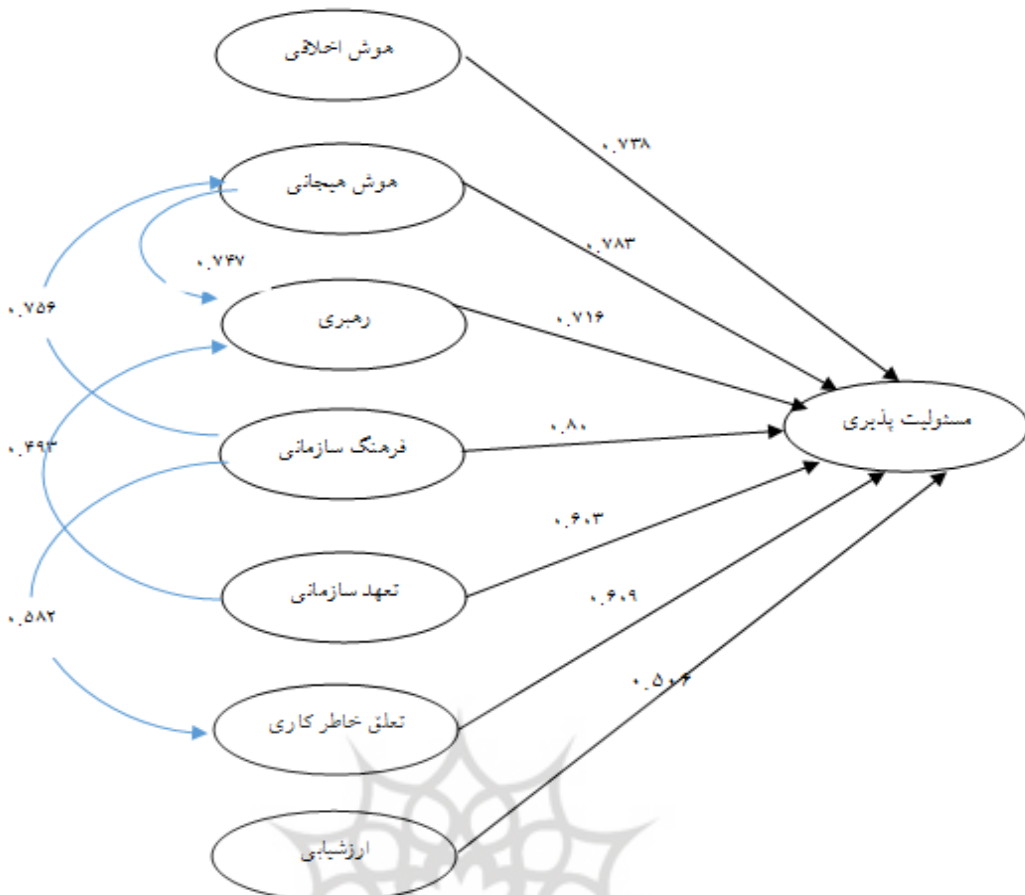 هوش اخلاقی
۰.۷۳۸
هوش هیجانی
۰.۷۸۳
۰.۷۴۷
۰.۷۵۶
رهبری
۰.۷۱۶
مسئولیت پذیری
فرهنگ سازمانی
۰.۸۰
۰.۴۹۳
۰.۶۰۳
تعهد سازمانی
۰.۵۸۲
۰.۶۰۹
۰.۵۰۶
تعلق خاطر کاری
ارزشیابی